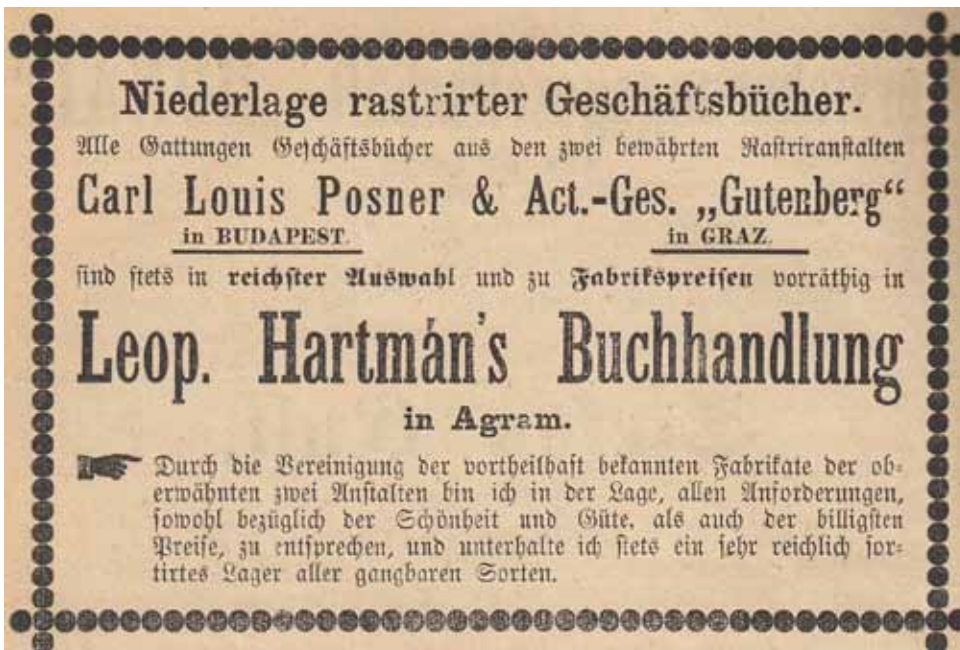 Niederlage rastrirter Geschäftsbücher.
Alle Gattungen Geschäftsbücher aus den zwei bewährten Rastriranstalten
Carl Louis Posner & Act.-Ges. „Gutenberg“
in BUDAPEST. in GRAZ.
sind stets in reichster Auswahl und zu Fabrikspreisen vorräthig in
Leop. Hartmán's Buchhandlung
in Agram.
Durch die Vereinigung der vortheilhaft bekannten Fabrikate der ob-
erwähnten zwei Anstalten bin ich in der Lage, allen Anforderungen,
sowohl bezüglich der Schönheit und Güte, als auch der billigsten
Preise, zu entsprechen, und unterhalte ich stets ein sehr reichlich sor-
tirtes Lager aller gangbaren Sorten.